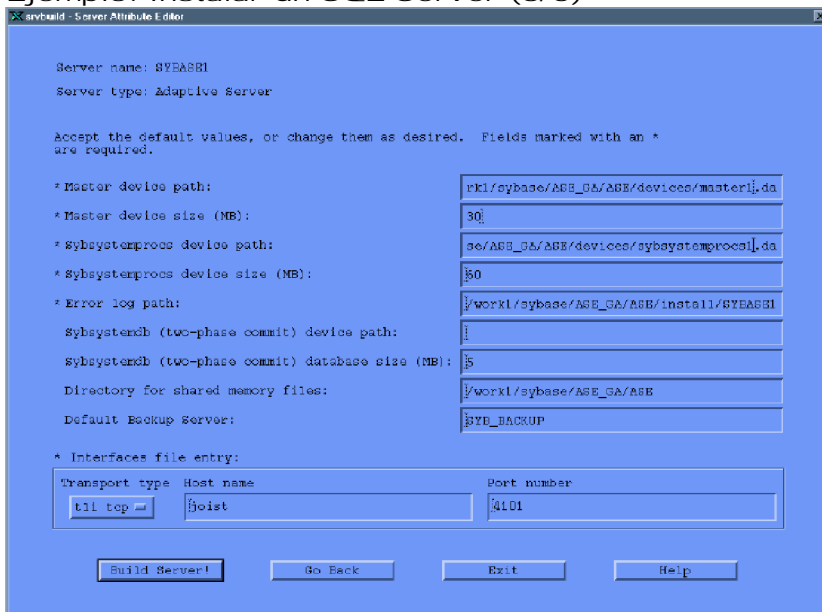 Ejemplo: Instalar un SQL Server (3/5)
srvbuild - Server Attribute Editor
Server name: SYBASE1
Server type: Adaptive Server
Accept the default values, or change them as desired. Fields marked with an *
are required.
* Master device path: rk1/sybase/ASE_GA/ASE/devices/master1.da
* Master device size (MB): 30
* Sybsystemprocs device path: se/ASE_GA/ASE/devices/sybsystemprocs1.da
* Sybsystemprocs device size (MB): 60
* Error log path: /work1/sybase/ASE_GA/ASE/install/SYBASE1
Sybsystemdb (two-phase commit) device path:
Sybsystemdb (two-phase commit) database size (MB): 5
Directory for shared memory files: /work1/sybase/ASE_GA/ASE
Default Backup Server: SYB_BACKUP
* Interfaces file entry:
Transport type Host name Port number
tli tcp joist 4101
Build Server! Go Back Exit Help